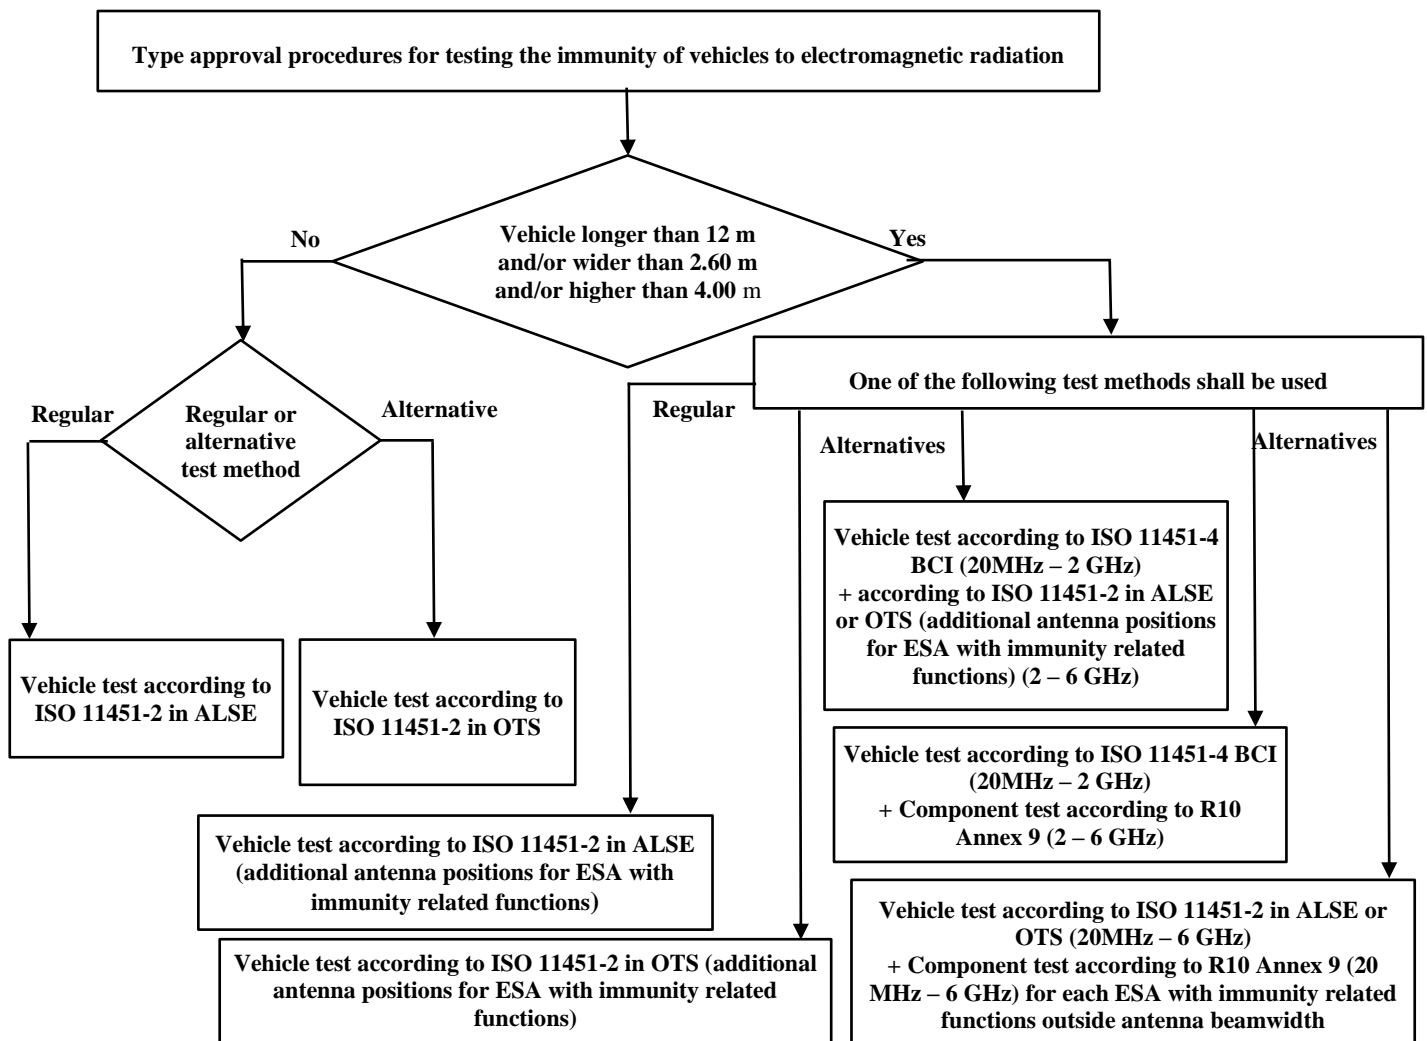 Type approval procedures for testing the immunity of vehicles to electromagnetic radiation
No
Vehicle longer than 12 m
and/or wider than 2.60 m
and/or higher than 4.00 m
Yes
Regular
Regular or
alternative
test method
Alternative
One of the following test methods shall be used
Regular
Alternatives
Alternatives
Vehicle test according to
ISO 11451-2 in ALSE
Vehicle test according to
ISO 11451-2 in OTS
Vehicle test according to ISO 11451-4
BCI (20MHz – 2 GHz)
+ according to ISO 11451-2 in ALSE
or OTS (additional antenna positions
for ESA with immunity related
functions) (2 – 6 GHz)
Vehicle test according to ISO 11451-4 BCI
(20MHz – 2 GHz)
+ Component test according to R10
Annex 9 (2 – 6 GHz)
Vehicle test according to ISO 11451-2 in ALSE
(additional antenna positions for ESA with
immunity related functions)
Vehicle test according to ISO 11451-2 in OTS (additional
antenna positions for ESA with immunity related
functions)
Vehicle test according to ISO 11451-2 in ALSE or
OTS (20MHz – 6 GHz)
+ Component test according to R10 Annex 9 (20
MHz – 6 GHz) for each ESA with immunity related
functions outside antenna beamwidth